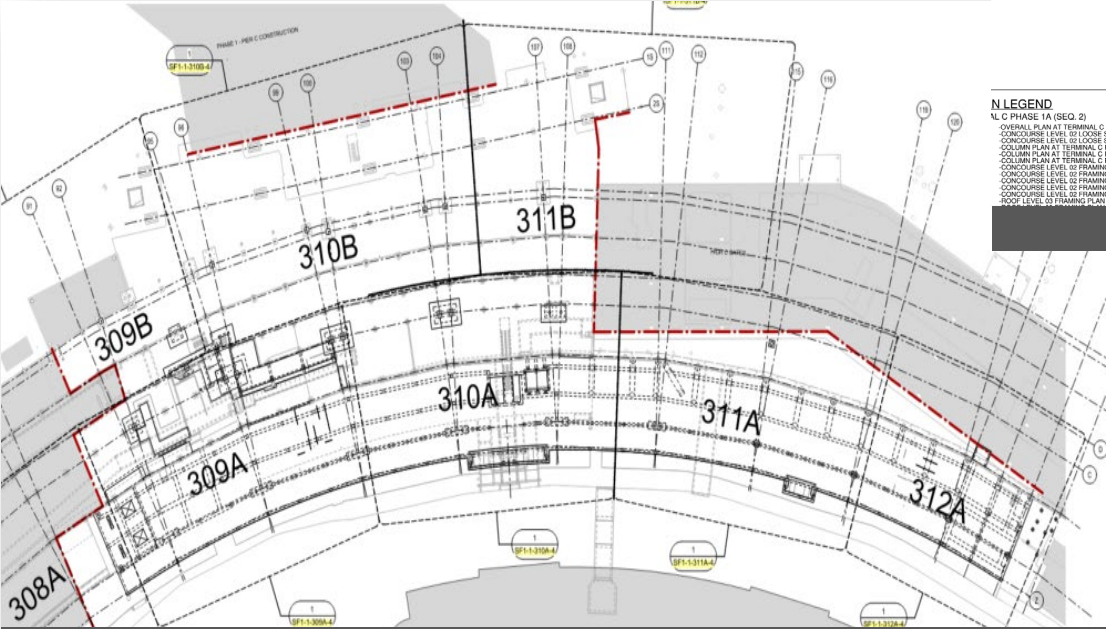 PHASE 1 - PIER C CONSTRUCTION
1
SF1-1-310B-4
107
108
103
104
111
112
115
116
1B
2B
99
100
96
95
92
91
119
120
N LEGEND
AL C PHASE 1A (SEQ. 2)
-OVERALL PLAN AT TERMINAL C
-CONCOURSE LEVEL 02 LOOSE S
-CONCOURSE LEVEL 02 LOOSE S
-COLUMN PLAN AT TERMINAL C
-COLUMN PLAN AT TERMINAL C
-COLUMN PLAN AT TERMINAL C
-CONCOURSE LEVEL 02 FRAMING
-CONCOURSE LEVEL 02 FRAMING
-CONCOURSE LEVEL 02 FRAMING
-CONCOURSE LEVEL 02 FRAMING
-CONCOURSE LEVEL 02 FRAMING
-ROOF LEVEL 03 FRAMING PLAN
310B
311B
309B
310A
311A
309A
312A
308A
D
C
Z
1
SF1-1-310A-4
1
SF1-1-311A-4
1
SF1-1-309A-4
1
SF1-1-312A-4